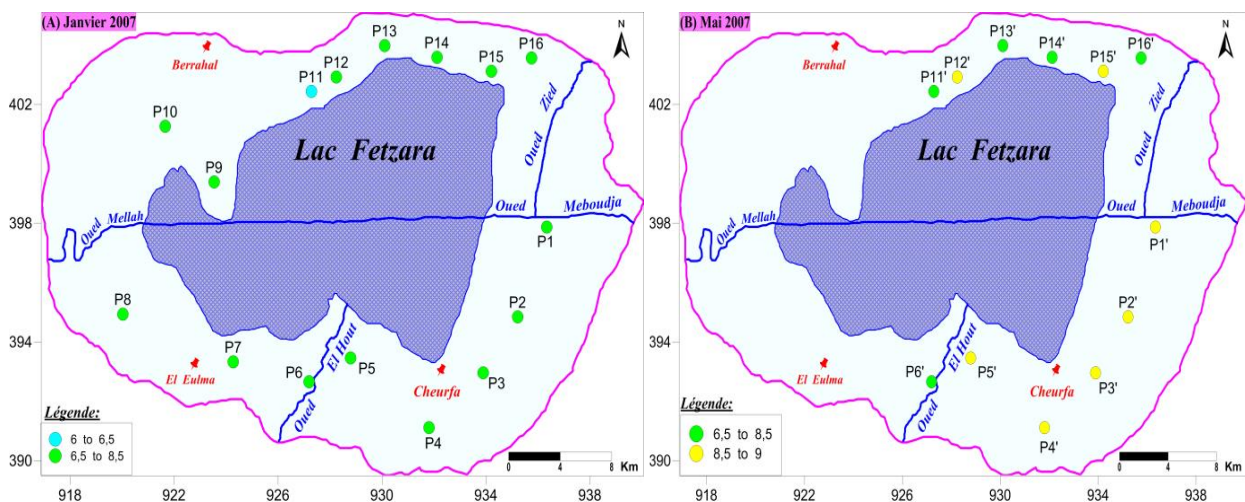 (A) Janvier 2007
N
P13
P14
P16
P15
P12
P11
Berrahal
402
P10
Oued Zied
Lac Fetzara
P9
398
Oued Mellah
Oued Meboudja
P1
P8
P2
394
P7
P6
P5
P3
El Eulma
Oued El Hout
Cheurfa
P4
Légende:
6 to 6,5
6,5 to 8,5
0 4 8
Km
390
918 922 926 930 934 938
(B) Mai 2007
N
P13'
P14'
P16'
P15'
P12'
P11'
Berrahal
402
Oued Zied
Lac Fetzara
398
Oued Mellah
Oued Meboudja
P1'
P2'
394
P6'
P5'
P3'
El Eulma
Oued El Hout
Cheurfa
P4'
Légende:
6,5 to 8,5
8,5 to 9
0 4 8
Km
390
918 922 926 930 934 938